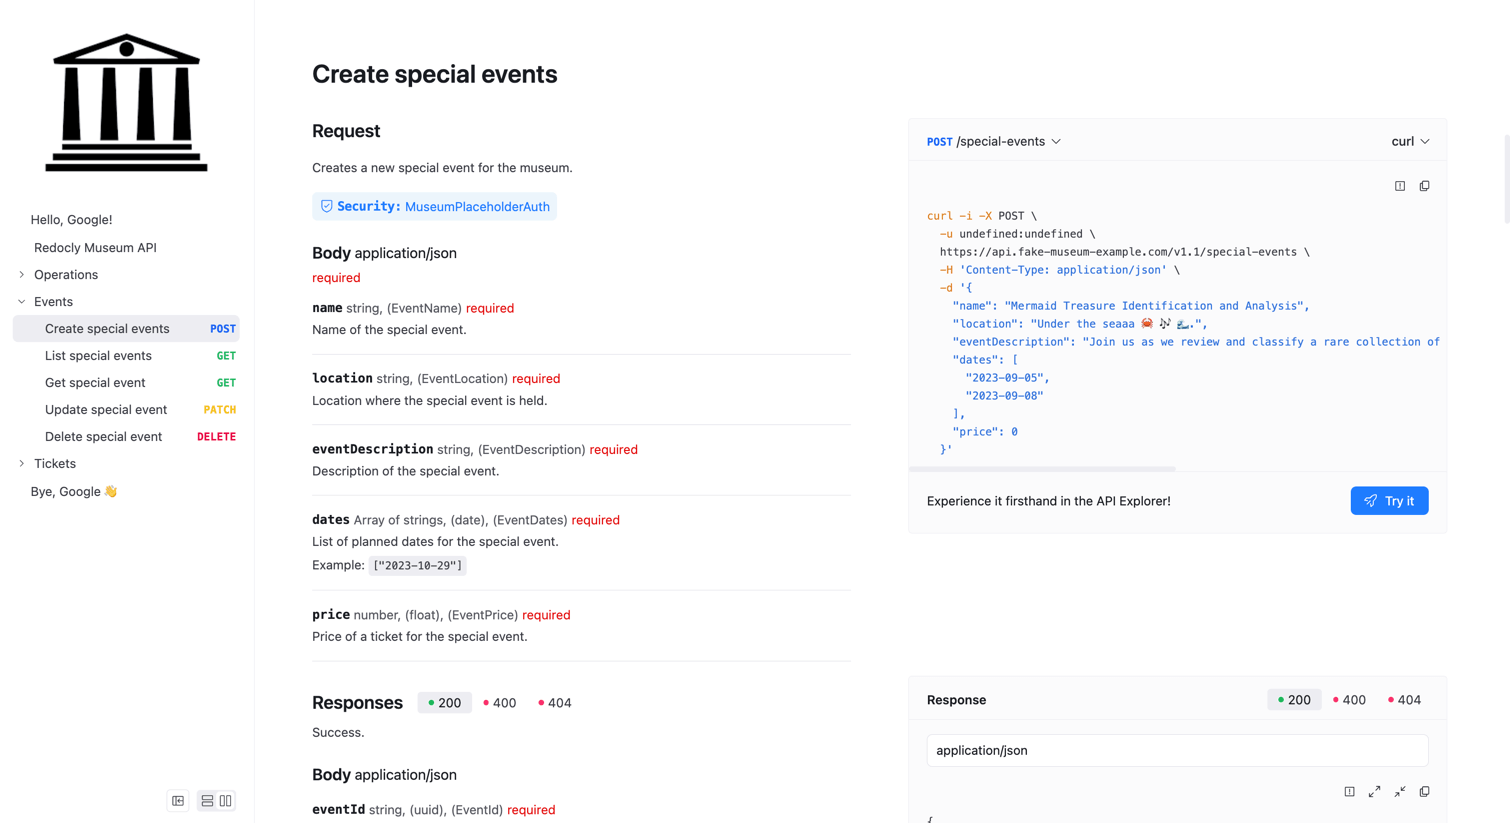 Hello, Google!
Redocly Museum API
Operations
Events
Create special events POST
List special events GET
Get special event GET
Update special event PATCH
Delete special event DELETE
Tickets
Bye, Google 👋
Create special events
Request
Creates a new special event for the museum.
Security: MuseumPlaceholderAuth
Body application/json
required
name string, (EventName) required
Name of the special event.
location string, (EventLocation) required
Location where the special event is held.
eventDescription string, (EventDescription) required
Description of the special event.
dates Array of strings, (date), (EventDates) required
List of planned dates for the special event.
Example: ["2023-10-29"]
price number, (float), (EventPrice) required
Price of a ticket for the special event.
Responses 200 400 404
Success.
Body application/json
eventId string, (uuid), (EventId) required
POST /special-events curl
curl -i -X POST \
-u undefined:undefined \
https://api.fake-museum-example.com/v1.1/special-events \
-H 'Content-Type: application/json' \
-d '{
"name": "Mermaid Treasure Identification and Analysis",
"location": "Under the seaaa 🦀 🎶 🌊.",
"eventDescription": "Join us as we review and classify a rare collection of
"dates": [
"2023-09-05",
"2023-09-08"
],
"price": 0
}'
Experience it firsthand in the API Explorer! Try it
Response 200 400 404
application/json
{